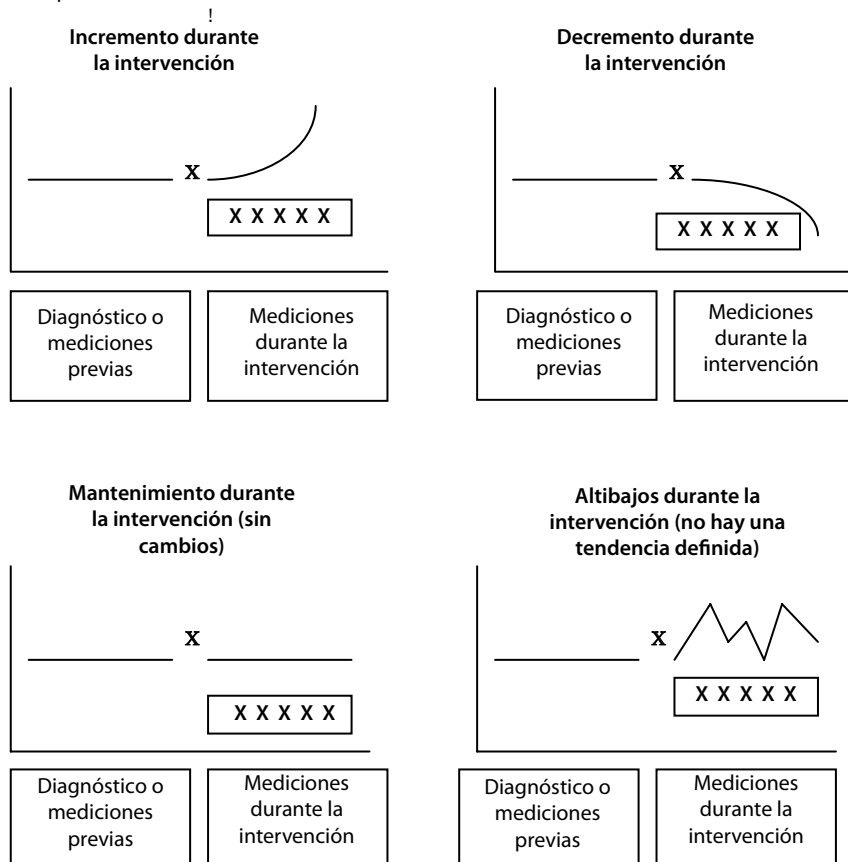 !
Incremento durante
la intervención
x
X X X X X
Diagnóstico o
mediciones
previas
Mediciones
durante la
intervención
Decremento durante
la intervención
x
X X X X X
Diagnóstico o
mediciones
previas
Mediciones
durante la
intervención
Mantenimiento durante
la intervención (sin
cambios)
x
X X X X X
Diagnóstico o
mediciones
previas
Mediciones
durante la
intervención
Altibajos durante la
intervención (no hay una
tendencia definida)
x
X X X X X
Diagnóstico o
mediciones
previas
Mediciones
durante la
intervención